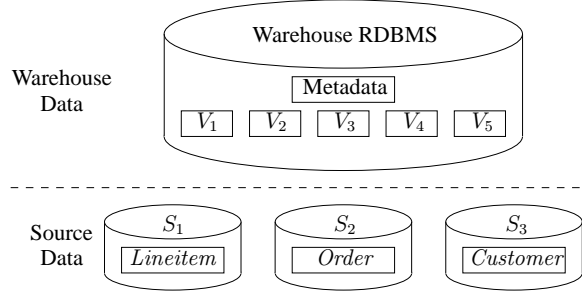 Warehouse RDBMS
Warehouse
Data
Metadata
V1 V2 V3 V4 V5
Source
Data
S1 S2 S3
Lineitem Order Customer